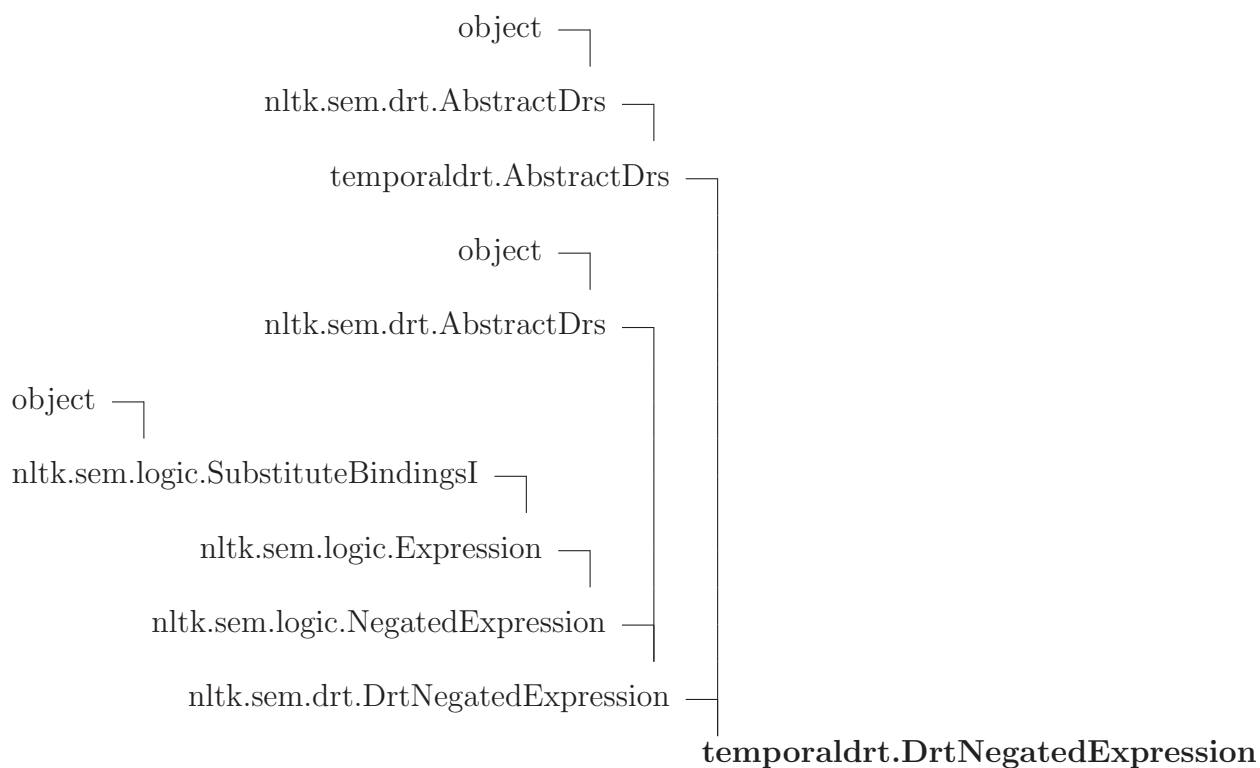 object
nltk.sem.drt.AbstractDrs
temporaldrt.AbstractDrs
object
nltk.sem.drt.AbstractDrs
object
nltk.sem.logic.SubstituteBindingsI
nltk.sem.logic.Expression
nltk.sem.logic.NegatedExpression
nltk.sem.drt.DrtNegatedExpression
temporaldrt.DrtNegatedExpression